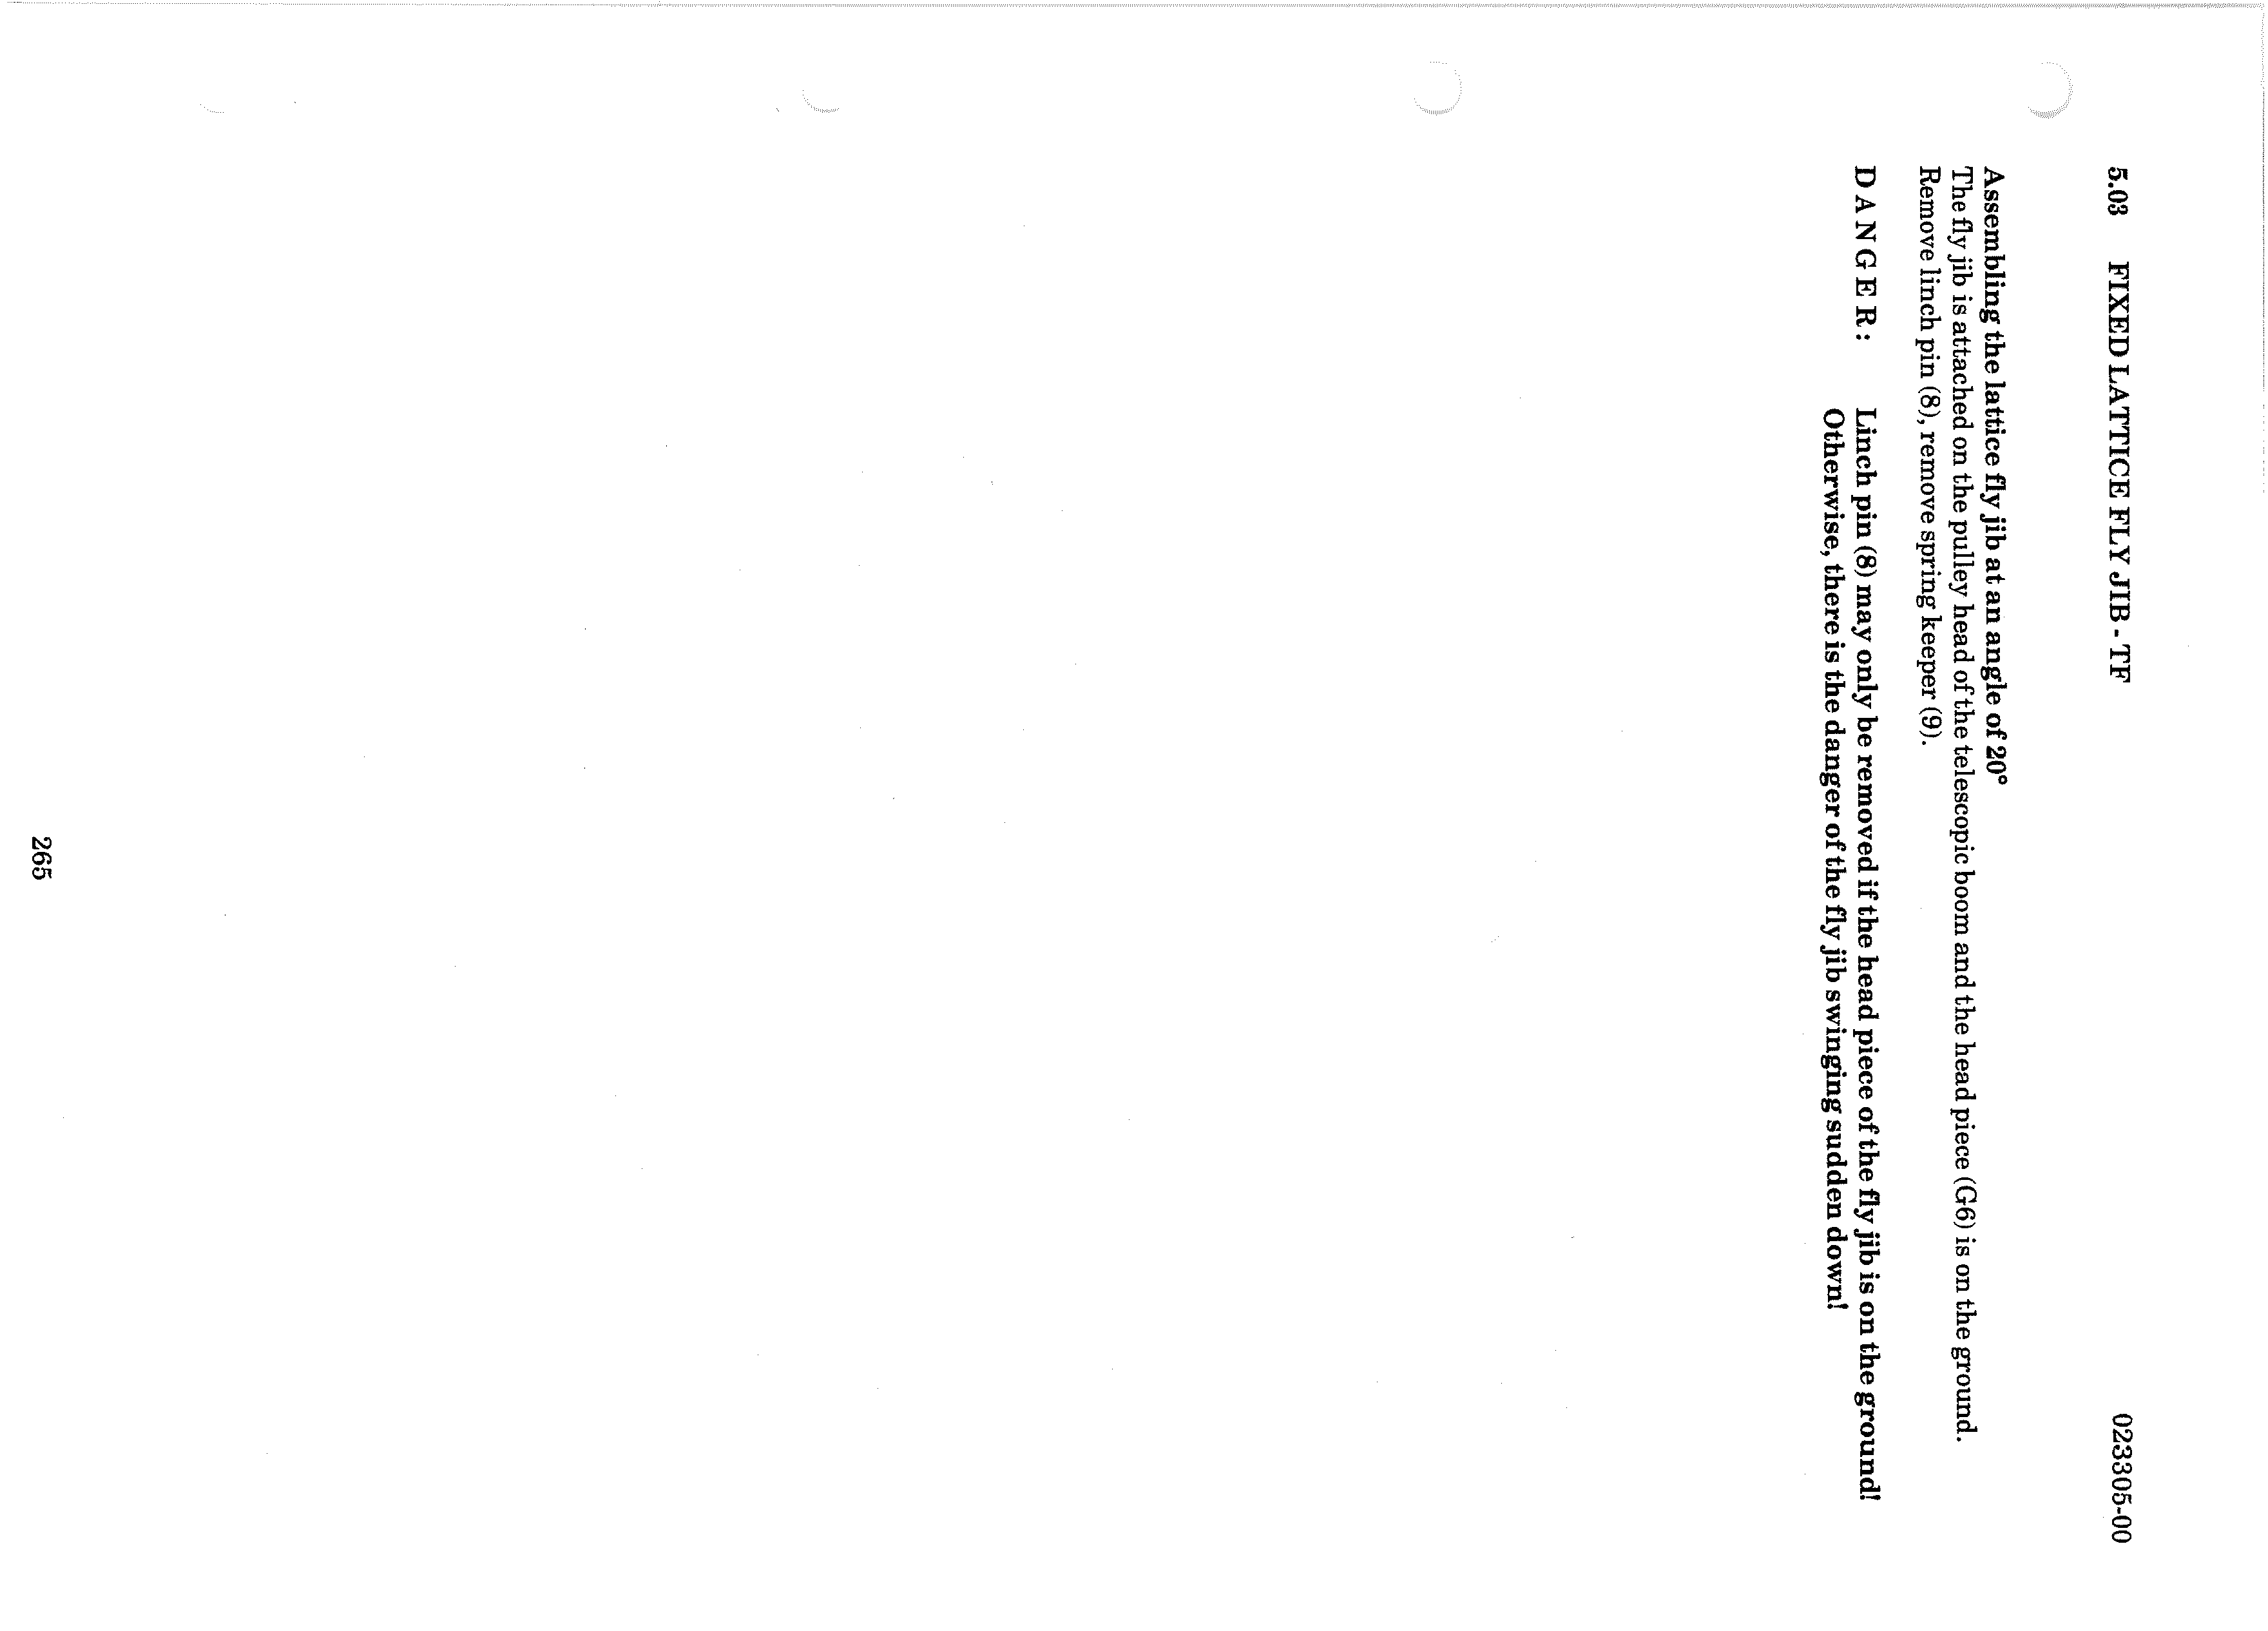 5.03 FIXED LATTICE FLY JIB - TF 023305-00
Assembling the lattice fly jib at an angle of 20°
The fly jib is attached on the pulley head of the telescopic boom and the head piece (G6) is on the ground.
Remove linch pin (8), remove spring keeper (9).
D A N G E R : Linch pin (8) may only be removed if the head piece of the fly jib is on the ground!
Otherwise, there is the danger of the fly jib swinging sudden down!
265